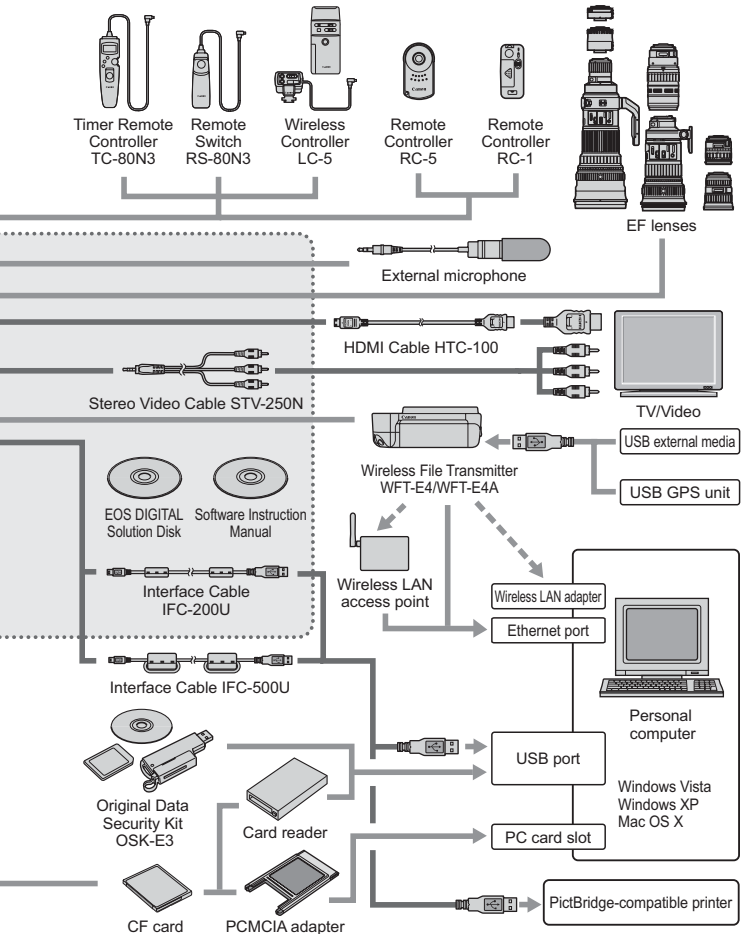 Timer Remote
Controller
TC-80N3
Remote
Switch
RS-80N3
Wireless
Controller
LC-5
Remote
Controller
RC-5
Remote
Controller
RC-1
EF lenses
External microphone
HDMI Cable HTC-100
Stereo Video Cable STV-250N
TV/Video
Canon
Canon
USB external media
USB GPS unit
Wireless File Transmitter
WFT-E4/WFT-E4A
EOS DIGITAL
Solution Disk
Software Instruction
Manual
Interface Cable
IFC-200U
Wireless LAN
access point
Wireless LAN adapter
Ethernet port
Interface Cable IFC-500U
Personal
computer
USB port
Windows Vista
Windows XP
Mac OS X
Original Data
Security Kit
OSK-E3
Card reader
PC card slot
CF card
PCMCIA adapter
PictBridge-compatible printer